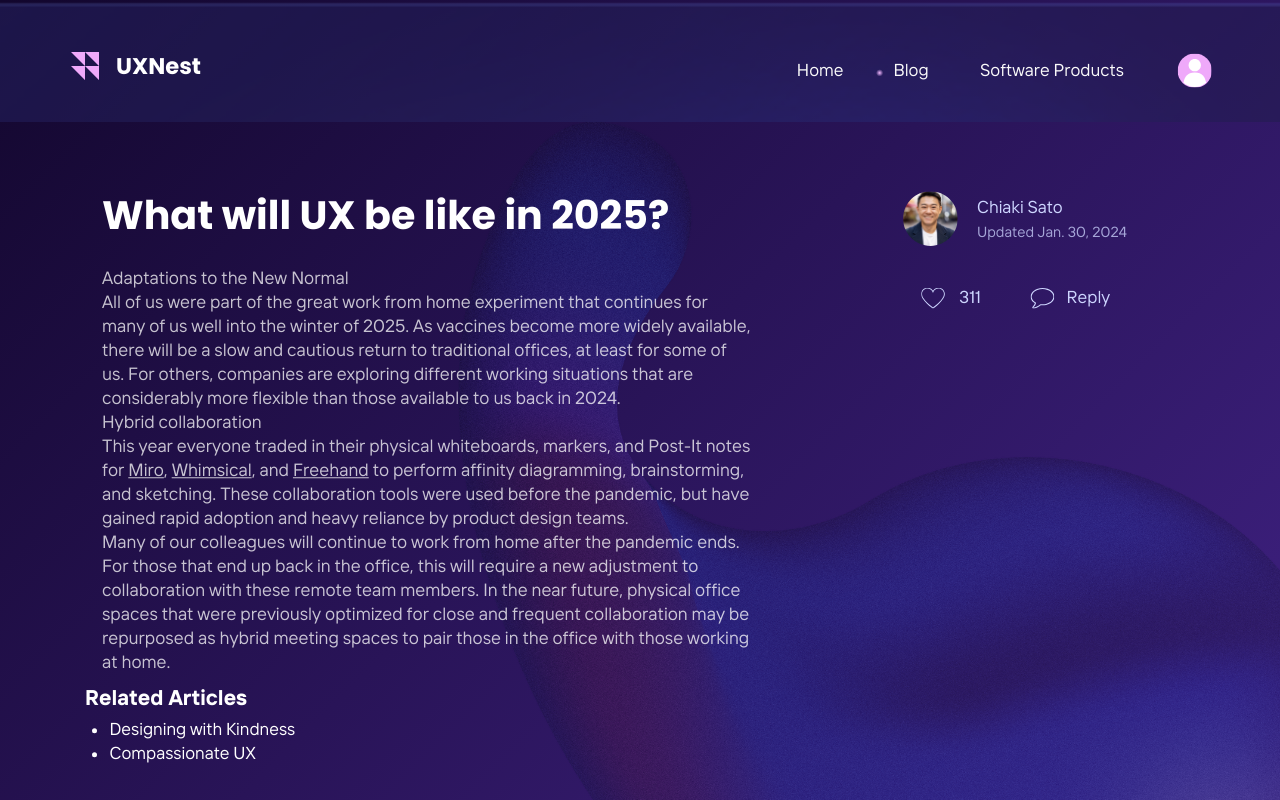 UXNest
Home
Blog
Software Products
What will UX be like in 2025?
Chiaki Sato
Updated Jan. 30, 2024
311
Reply
Adaptations to the New Normal
All of us were part of the great work from home experiment that continues for
many of us well into the winter of 2025. As vaccines become more widely available,
there will be a slow and cautious return to traditional offices, at least for some of
us. For others, companies are exploring different working situations that are
considerably more flexible than those available to us back in 2024.
Hybrid collaboration
This year everyone traded in their physical whiteboards, markers, and Post-It notes
for Miro, Whimsical, and Freehand to perform affinity diagramming, brainstorming,
and sketching. These collaboration tools were used before the pandemic, but have
gained rapid adoption and heavy reliance by product design teams.
Many of our colleagues will continue to work from home after the pandemic ends.
For those that end up back in the office, this will require a new adjustment to
collaboration with these remote team members. In the near future, physical office
spaces that were previously optimized for close and frequent collaboration may be
repurposed as hybrid meeting spaces to pair those in the office with those working
at home.
Related Articles
Designing with Kindness
Compassionate UX